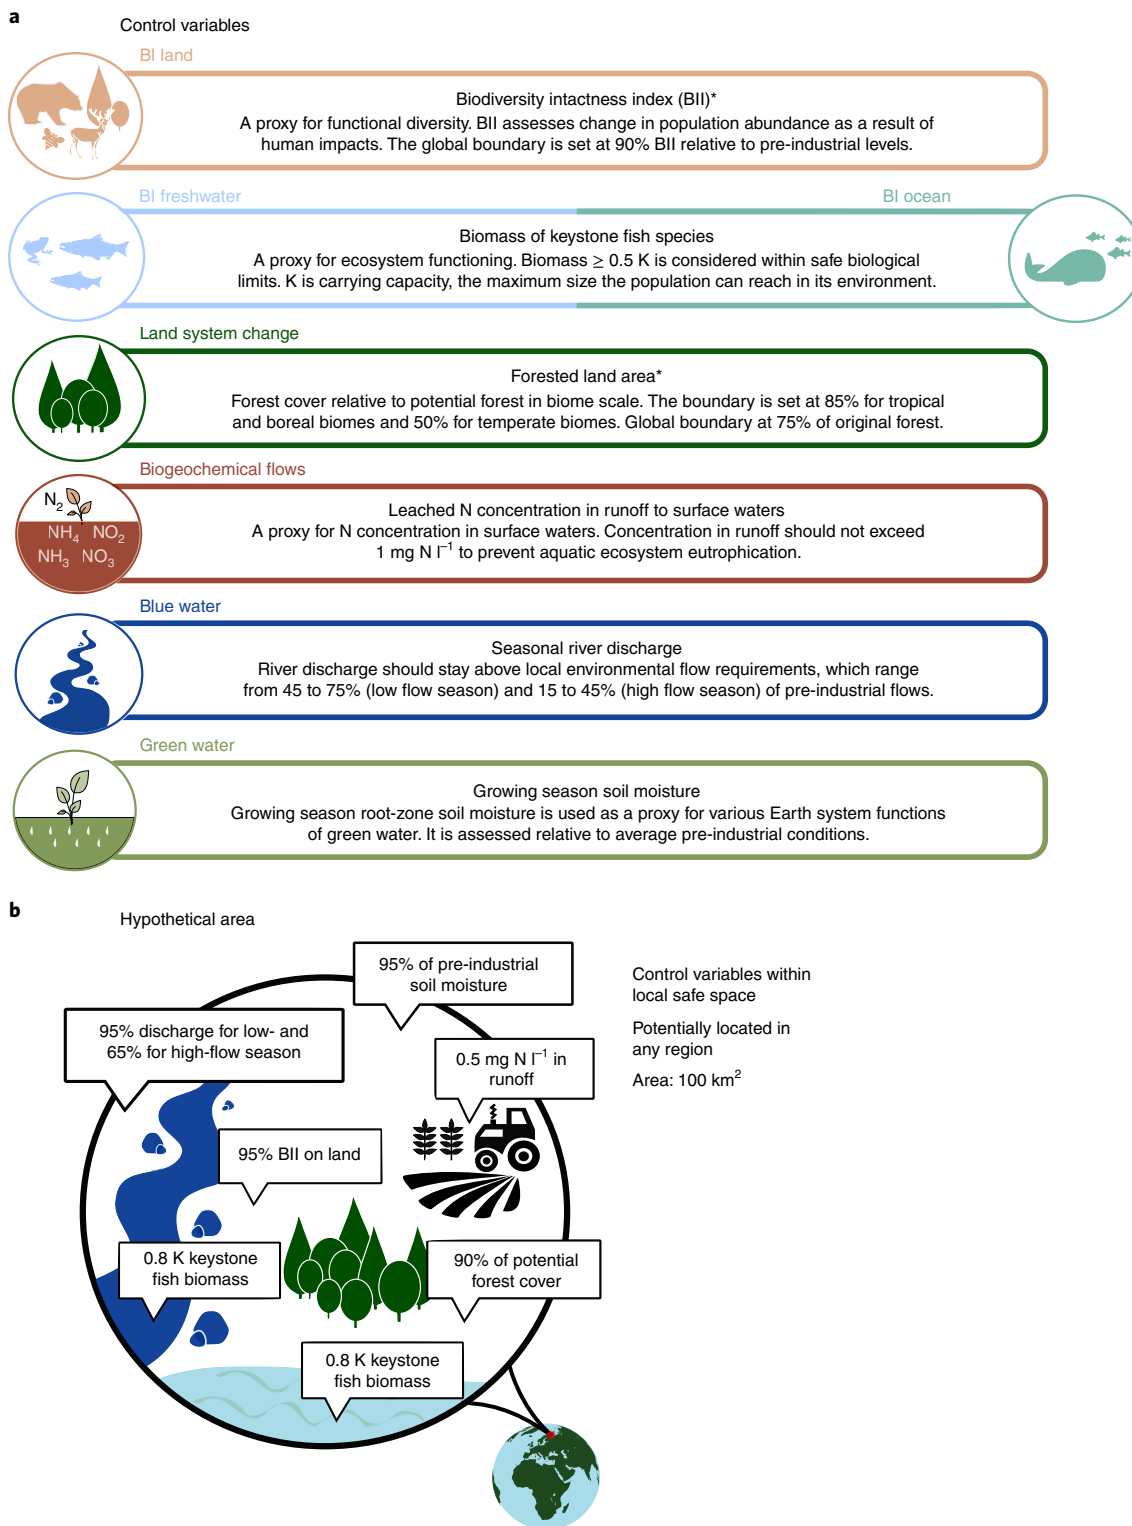 a
Control variables
BI land
Biodiversity intactness index (BII)*
A proxy for functional diversity. BII assesses change in population abundance as a result of
human impacts. The global boundary is set at 90% BII relative to pre-industrial levels.
BI freshwater
BI ocean
Biomass of keystone fish species
A proxy for ecosystem functioning. Biomass ≥ 0.5 K is considered within safe biological
limits. K is carrying capacity, the maximum size the population can reach in its environment.
Land system change
Forested land area*
Forest cover relative to potential forest in biome scale. The boundary is set at 85% for tropical
and boreal biomes and 50% for temperate biomes. Global boundary at 75% of original forest.
Biogeochemical flows
N₂
NH₄ NO₂
NH₃ NO₃
Leached N concentration in runoff to surface waters
A proxy for N concentration in surface waters. Concentration in runoff should not exceed
1 mg N l⁻¹ to prevent aquatic ecosystem eutrophication.
Blue water
Seasonal river discharge
River discharge should stay above local environmental flow requirements, which range
from 45 to 75% (low flow season) and 15 to 45% (high flow season) of pre-industrial flows.
Green water
Growing season soil moisture
Growing season root-zone soil moisture is used as a proxy for various Earth system functions
of green water. It is assessed relative to average pre-industrial conditions.
b
Hypothetical area
95% of pre-industrial
soil moisture
95% discharge for low- and
65% for high-flow season
0.5 mg N l⁻¹ in
runoff
95% BII on land
0.8 K keystone
fish biomass
90% of potential
forest cover
0.8 K keystone
fish biomass
Control variables within
local safe space
Potentially located in
any region
Area: 100 km²